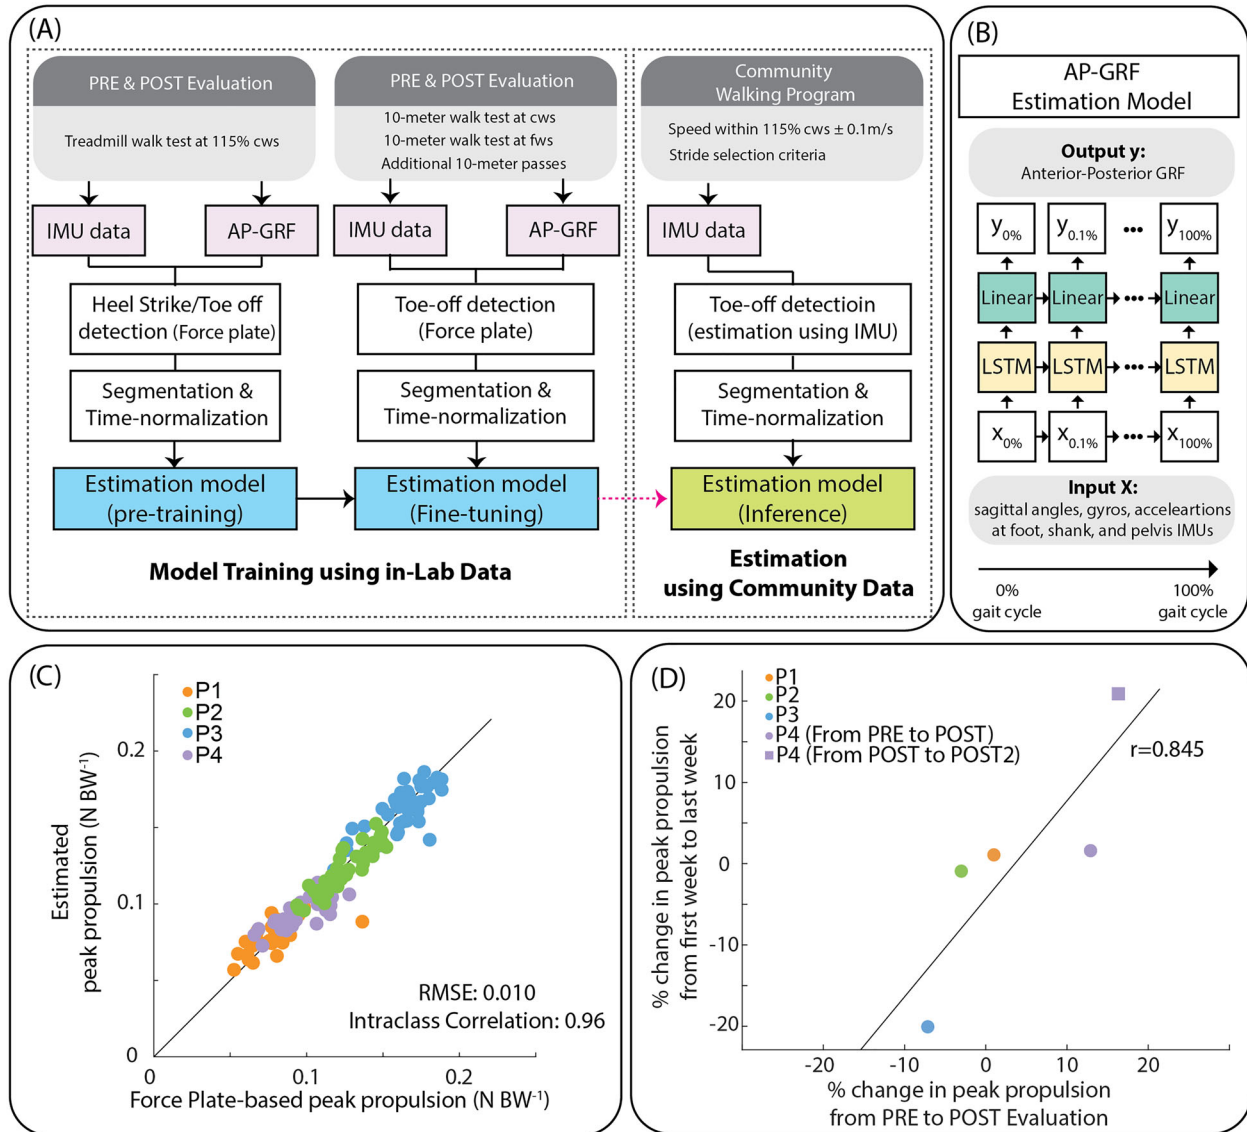 (A)
PRE & POST Evaluation
Treadmill walk test at 115% cws
PRE & POST Evaluation
10-meter walk test at cws
10-meter walk test at fws
Additional 10-meter passes
Community
Walking Program
Speed within 115% cws ± 0.1m/s
Stride selection criteria
IMU data
AP-GRF
IMU data
AP-GRF
IMU data
Heel Strike/Toe off
detection (Force plate)
Toe-off detection
(Force plate)
Toe-off detectioin
(estimation using IMU)
Segmentation &
Time-normalization
Segmentation &
Time-normalization
Segmentation &
Time-normalization
Estimation model
(pre-training)
Estimation model
(Fine-tuning)
Estimation model
(Inference)
Model Training using in-Lab Data
Estimation
using Community Data
(B)
AP-GRF
Estimation Model
Output y:
Anterior-Posterior GRF
y0% y0.1% ••• y100%
Linear Linear ••• Linear
LSTM LSTM ••• LSTM
x0% x0.1% ••• x100%
Input X:
sagittal angles, gyros, acceleartions
at foot, shank, and pelvis IMUs
0%
gait cycle
100%
gait cycle
(C)
P1
P2
P3
P4
0.2
0.1
0
Estimated
peak propulsion (N BW-1)
RMSE: 0.010
Intraclass Correlation: 0.96
0 0.1 0.2
Force Plate-based peak propulsion (N BW-1)
(D)
P1
P2
P3
P4 (From PRE to POST)
P4 (From POST to POST2)
r=0.845
20
10
0
-10
-20
% change in peak propulsion
from first week to last week
-20 -10 0 10 20
% change in peak propulsion
from PRE to POST Evaluation